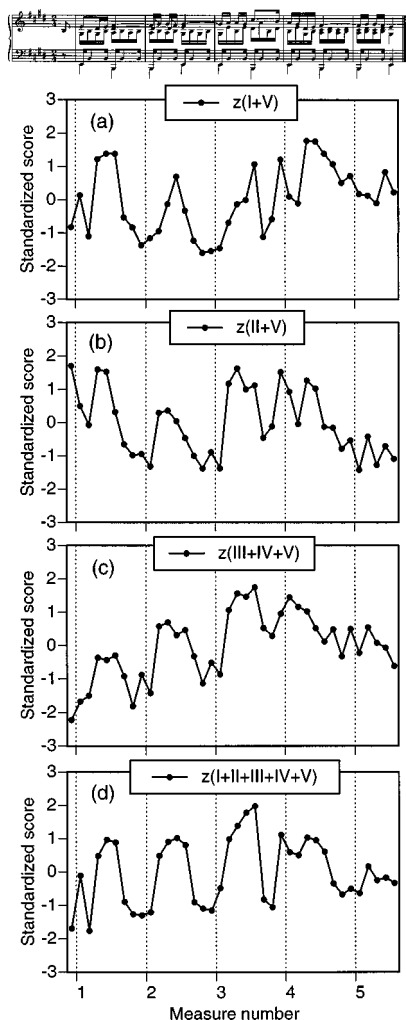 z(I+V)
(a)
3
2
1
0
-1
-2
-3
Standardized score
z(II+V)
(b)
3
2
1
0
-1
-2
-3
Standardized score
z(III+IV+V)
(c)
3
2
1
0
-1
-2
-3
Standardized score
z(I+II+III+IV+V)
(d)
3
2
1
0
-1
-2
-3
Standardized score
1 2 3 4 5
Measure number